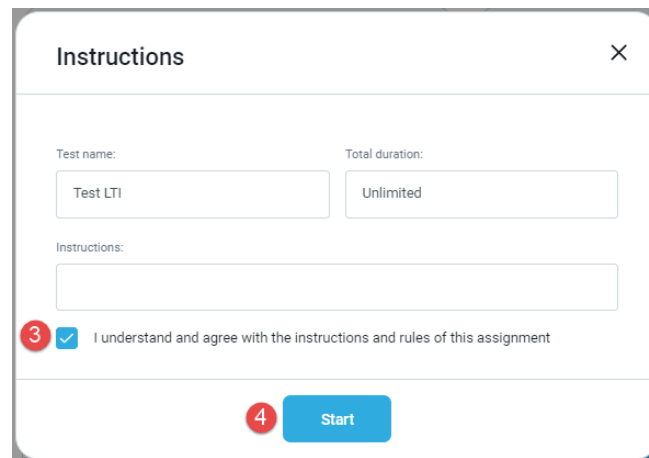 Instructions
Test name: Total duration:
Test LTI Unlimited
Instructions:
3 I understand and agree with the instructions and rules of this assignment
4 Start